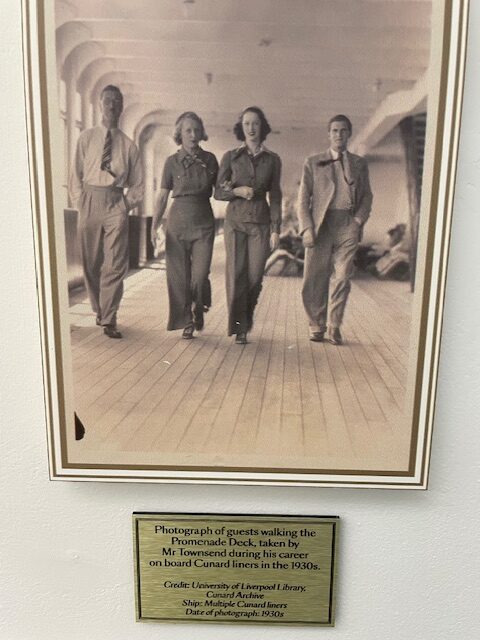 Photograph of guests walking the
Promenade Deck, taken by
Mr Townsend during his career
on board Cunard liners in the 1930s.
Credit: University of Liverpool Library,
Cunard Archive
Ship: Multiple Cunard liners
Date of photograph: 1930s